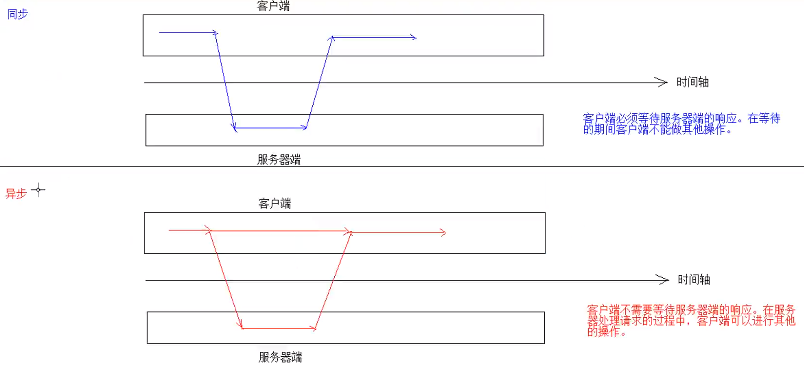 同步
客户端
时间轴
客户端必须等待服务器端的响应。在等待
的期间客户端不能做其他操作。
服务器端
异步
客户端
时间轴
客户端不需要等待服务器端的响应。在服务
器处理请求的过程中，客户端可以进行其他
的操作。
服务器端